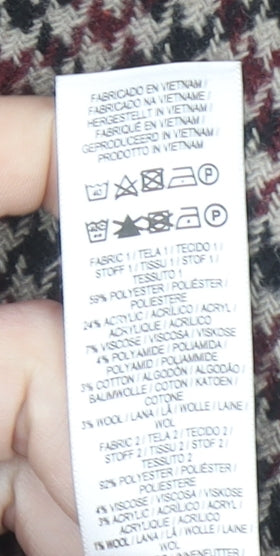 FABRICADO EN VIETNAM /
FABRICADO NA VIETNAME /
HERGESTELLT IN VIETNAM /
FABRIQUÉ EN VIETNAM /
GEPRODUCEERD IN VIETNAM /
PRODOTTO IN VIETNAM
P
P
FABRIC 1 / TELA 1 / TECIDO 1 /
STOFF 1 / TISSU 1 / STOF 1 /
TESSUTO 1
59% POLYESTER / POLIÉSTER /
POLIESTERE
24% ACRYLIC / ACRÍLICO / ACRYL /
ACRYLIQUE / ACRILICO
7% VISCOSE / VISCOSA / VISKOSE
4% POLYAMIDE / POLIAMIDA /
POLYAMID / POLIAMMIDE
3% COTTON / ALGODÓN / ALGODÃO /
BAUMWOLLE / COTON / KATOEN /
COTONE
3% WOOL / LANA / LÃ / WOLLE / LAINE /
WOL
FABRIC 2 / TELA 2 / TECIDO 2 /
STOFF 2 / TISSU 2 / STOF 2 /
TESSUTO 2
92% POLYESTER / POLIÉSTER /
POLIESTERE
4% VISCOSE / VISCOSA / VISKOSE
3% ACRYLIC / ACRÍLICO / ACRYL /
ACRYLIQUE / ACRILICO
1% WOOL / LANA / LÃ / WOLLE / LAINE /
WOL